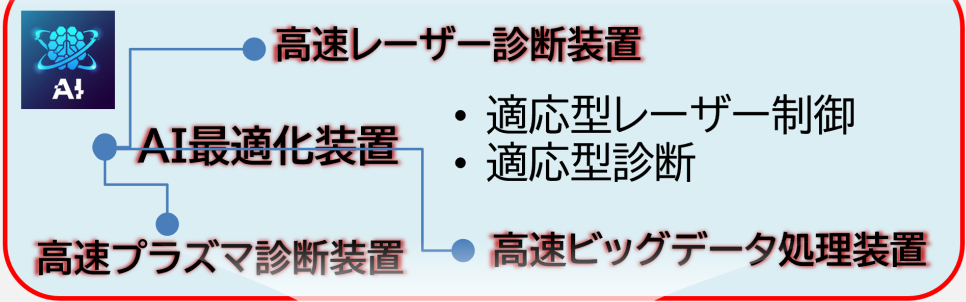 高速レーザー診断装置
AI
• 適応型レーザー制御
AI最適化装置
• 適応型診断
高速プラズマ診断装置
高速ビッグデータ処理装置